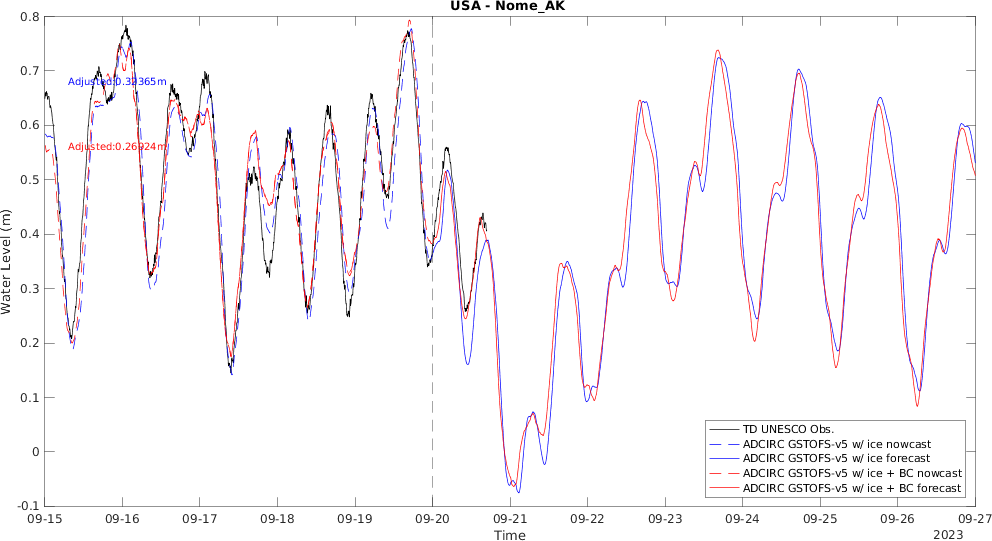 USA - Nome_AK
0.8
0.7
0.6
0.5
0.4
0.3
0.2
0.1
0
-0.1
Water Level (m)
Adjusted:0.32365m
Adjusted:0.26924m
TD UNESCO Obs.
ADCIRC GSTOFS-v5 w/ ice nowcast
ADCIRC GSTOFS-v5 w/ ice forecast
ADCIRC GSTOFS-v5 w/ ice + BC nowcast
ADCIRC GSTOFS-v5 w/ ice + BC forecast
09-15 09-16 09-17 09-18 09-19 09-20 09-21 09-22 09-23 09-24 09-25 09-26 09-27
Time
2023